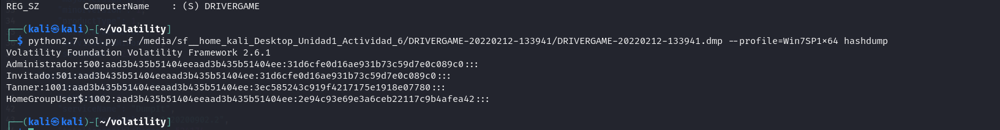 REG_SZ        ComputerName    : (S) DRIVERGAME
┌──(kali㉿kali)-[~/volatility]
└─$ python2.7 vol.py -f /media/sf__home_kali_Desktop_Unidad1_Actividad_6/DRIVERGAME-20220212-133941/DRIVERGAME-20220212-133941.dmp --profile=Win7SP1×64 hashdump
Volatility Foundation Volatility Framework 2.6.1
Administrador:500:aad3b435b51404eeaad3b435b51404ee:31d6cfe0d16ae931b73c59d7e0c089c0:::
Invitado:501:aad3b435b51404eeaad3b435b51404ee:31d6cfe0d16ae931b73c59d7e0c089c0:::
Tanner:1001:aad3b435b51404eeaad3b435b51404ee:3ec585243c919f4217175e1918e07780:::
HomeGroupUser$:1002:aad3b435b51404eeaad3b435b51404ee:2e94c93e69e3a6ceb22117c9b4afea42:::
┌──(kali㉿kali)-[~/volatility]